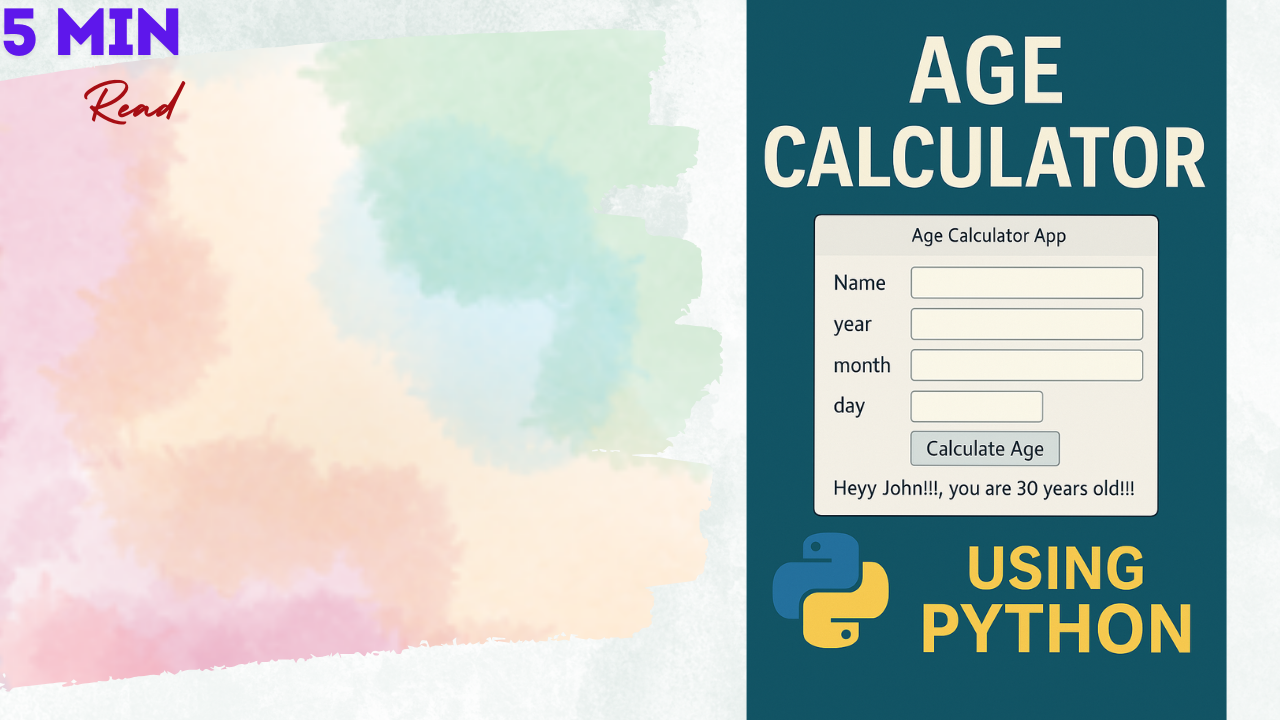 5 MIN
Read
AGE
CALCULATOR
Age Calculator App
Name
year
month
day
Calculate Age
Heyy John!!!, you are 30 years old!!!
USING
PYTHON